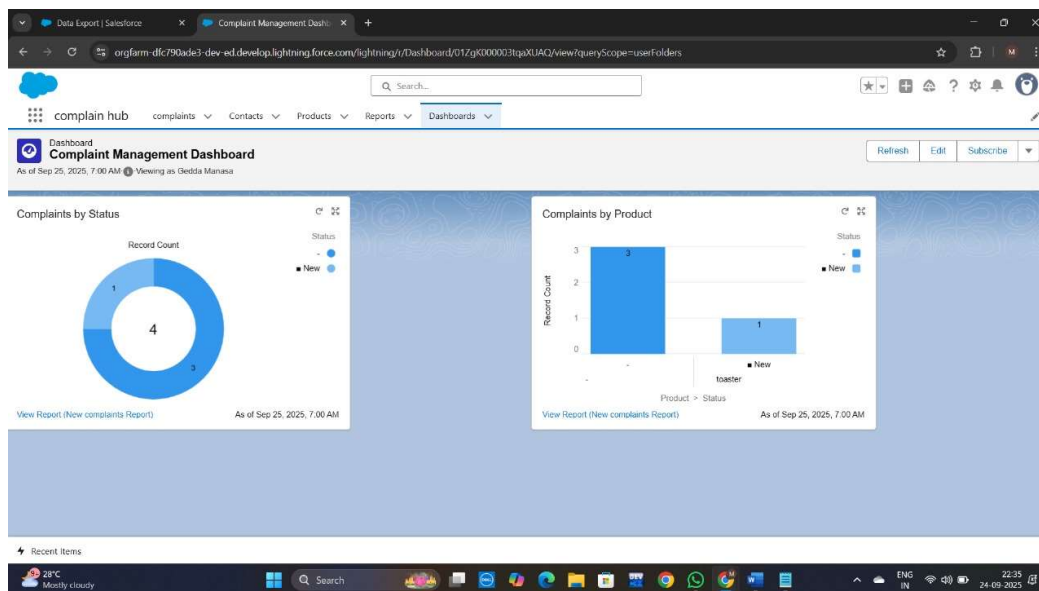 Data Export | Salesforce
Complaint Management Dashb
orgfarm-dfc790ade3-dev-ed.develop.lightning.force.com/lightning/r/Dashboard/01ZgK000003tqaXUAQ/view?queryScope=userFolders
M
Search...
complain hub
complaints
Contacts
Products
Reports
Dashboards
Dashboard
Complaint Management Dashboard
As of Sep 25, 2025, 7:00 AM Viewing as Gedda Manasa
Refresh
Edit
Subscribe
Complaints by Status
Record Count
Status
-
■ New
1
4
3
View Report (New complaints Report)
As of Sep 25, 2025, 7:00 AM
Complaints by Product
Status
-
■ New
Record Count
3
2
1
0
3
1
-
■ New
-
toaster
Product > Status
View Report (New complaints Report)
As of Sep 25, 2025, 7:00 AM
Recent Items
28°C
Mostly cloudy
Search
ENG
IN
22:35
24-09-2025